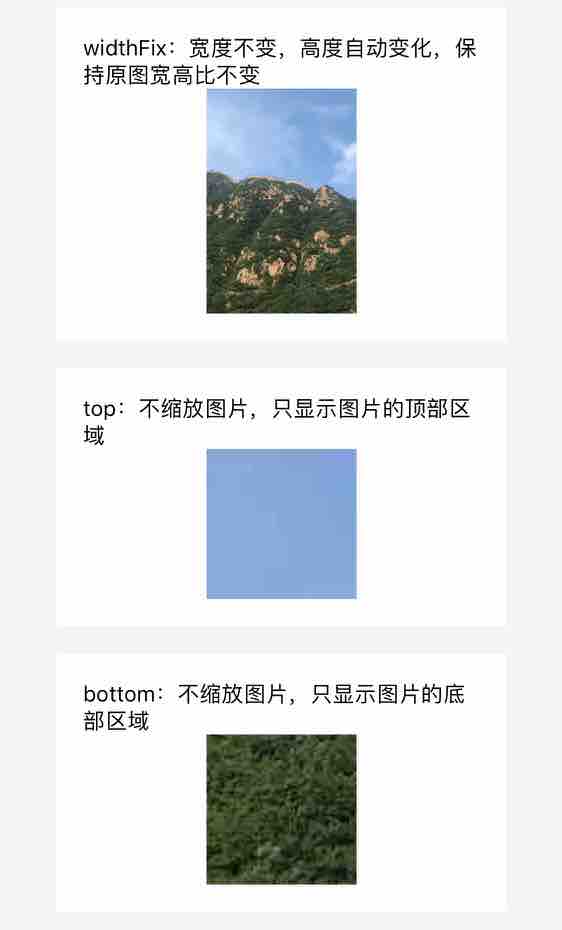 widthFix：宽度不变，高度自动变化，保
持原图宽高比不变
top：不缩放图片，只显示图片的顶部区
域
bottom：不缩放图片，只显示图片的底
部区域